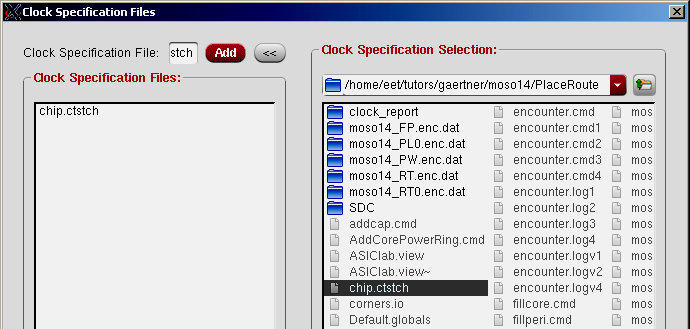 Clock Specification Files
Clock Specification File: stch Add <<
Clock Specification Files:
chip.ctstch
Clock Specification Selection:
/home/eet/tutors/gaertner/moso14/PlaceRoute
clock_report
moso14_FP.enc.dat
moso14_PL0.enc.dat
moso14_PW.enc.dat
moso14_RT.enc.dat
moso14_RT0.enc.dat
SDC
addcap.cmd
AddCorePowerRing.cmd
ASIClab.view
ASIClab.view~
chip.ctstch
corners.io
Default.globals
encounter.cmd
encounter.cmd1
encounter.cmd2
encounter.cmd3
encounter.cmd4
encounter.log1
encounter.log2
encounter.log3
encounter.log4
encounter.logv1
encounter.logv2
encounter.logv4
fillcore.cmd
fillperi.cmd
mos
mos
mos
mos
mos
mos
mos
mos
mos
mos
mos
mos
mos
mos